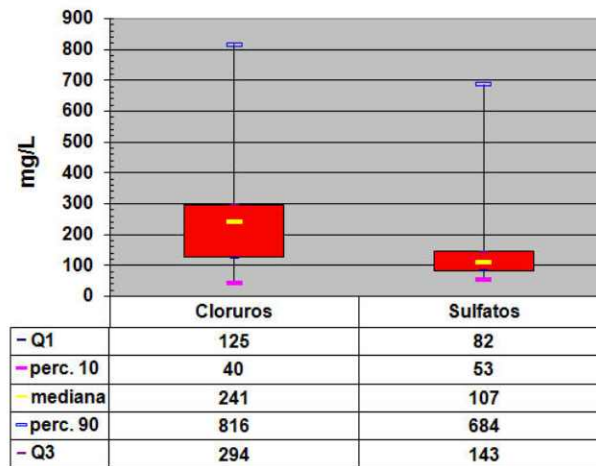 900
800
700
600
500
400
300
200
100
0
mg/L
Cloruros Sulfatos
Q1 125 82
perc. 10 40 53
mediana 241 107
perc. 90 816 684
Q3 294 143